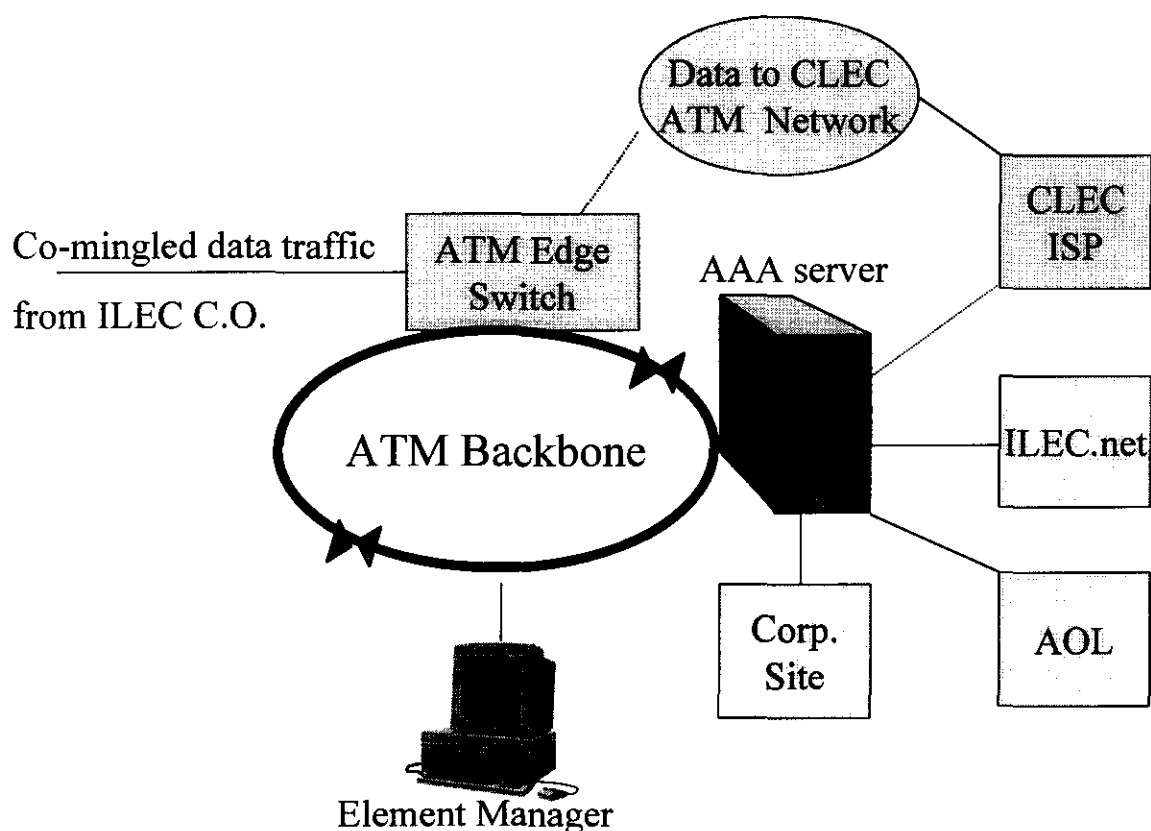 Data to CLEC
ATM Network
CLEC
ISP
Co-mingled data traffic
from ILEC C.O.
ATM Edge
Switch
AAA server
ATM Backbone
ILEC.net
Corp.
Site
AOL
Element Manager